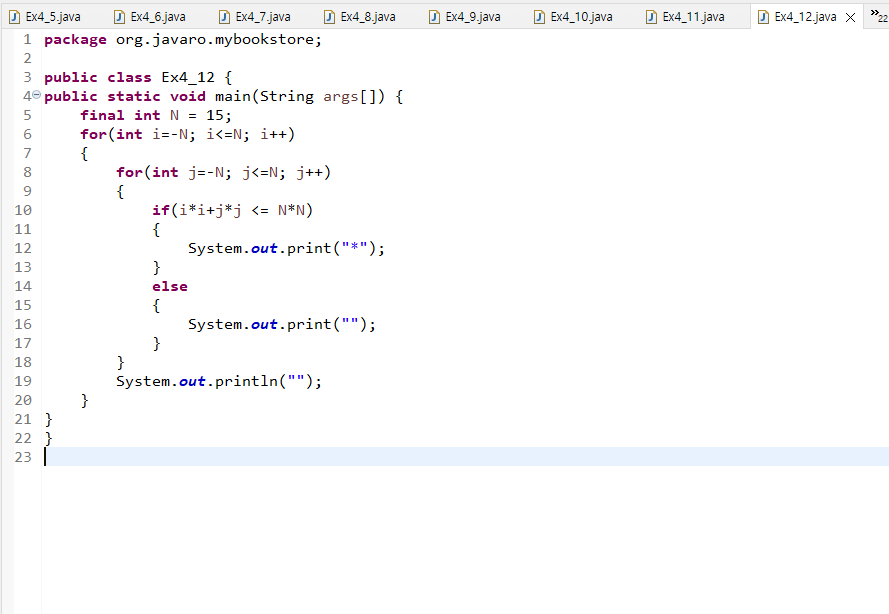 Ex4_5.java Ex4_6.java Ex4_7.java Ex4_8.java Ex4_9.java Ex4_10.java Ex4_11.java Ex4_12.java »22
1 package org.javaro.mybookstore;
2
3 public class Ex4_12 {
4 public static void main(String args[]) {
5     final int N = 15;
6     for(int i=-N; i<=N; i++)
7     {
8         for(int j=-N; j<=N; j++)
9         {
10             if(i*i+j*j <= N*N)
11             {
12                 System.out.print("*");
13             }
14             else
15             {
16                 System.out.print("");
17             }
18         }
19         System.out.println("");
20     }
21 }
22 }
23